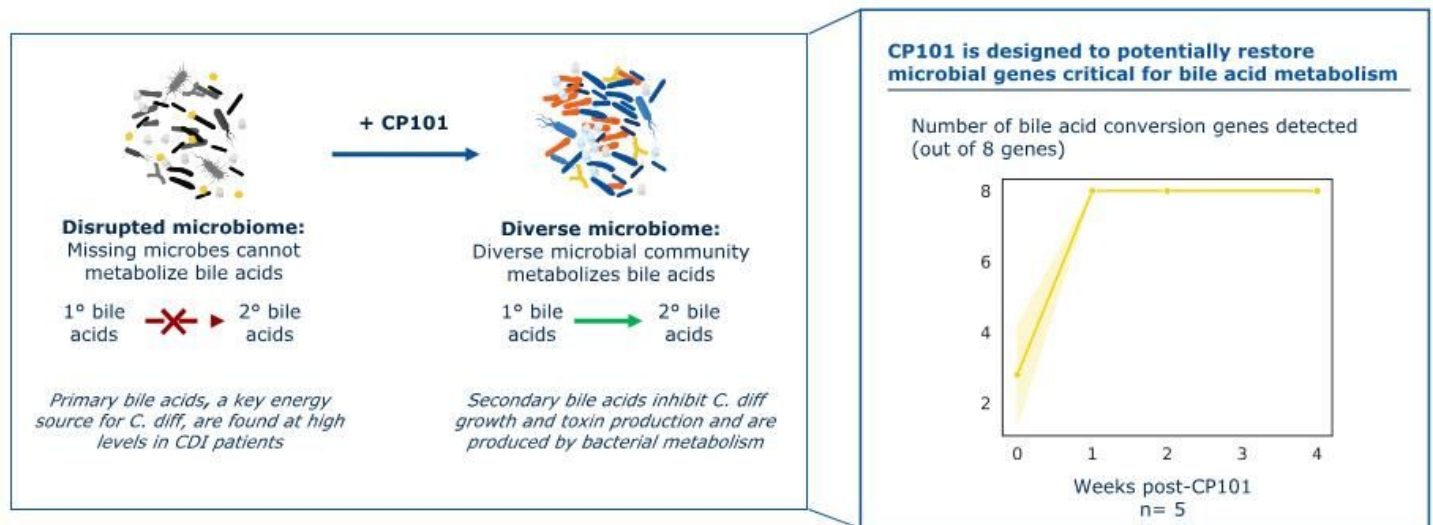 + CP101
Disrupted microbiome:
Missing microbes cannot
metabolize bile acids
1° bile
acids
2° bile
acids
Primary bile acids, a key energy
source for C. diff, are found at high
levels in CDI patients
Diverse microbiome:
Diverse microbial community
metabolizes bile acids
1° bile
acids
2° bile
acids
Secondary bile acids inhibit C. diff
growth and toxin production and are
produced by bacterial metabolism
CP101 is designed to potentially restore
microbial genes critical for bile acid metabolism
Number of bile acid conversion genes detected
(out of 8 genes)
8
6
4
2
0 1 2 3 4
Weeks post-CP101
n= 5